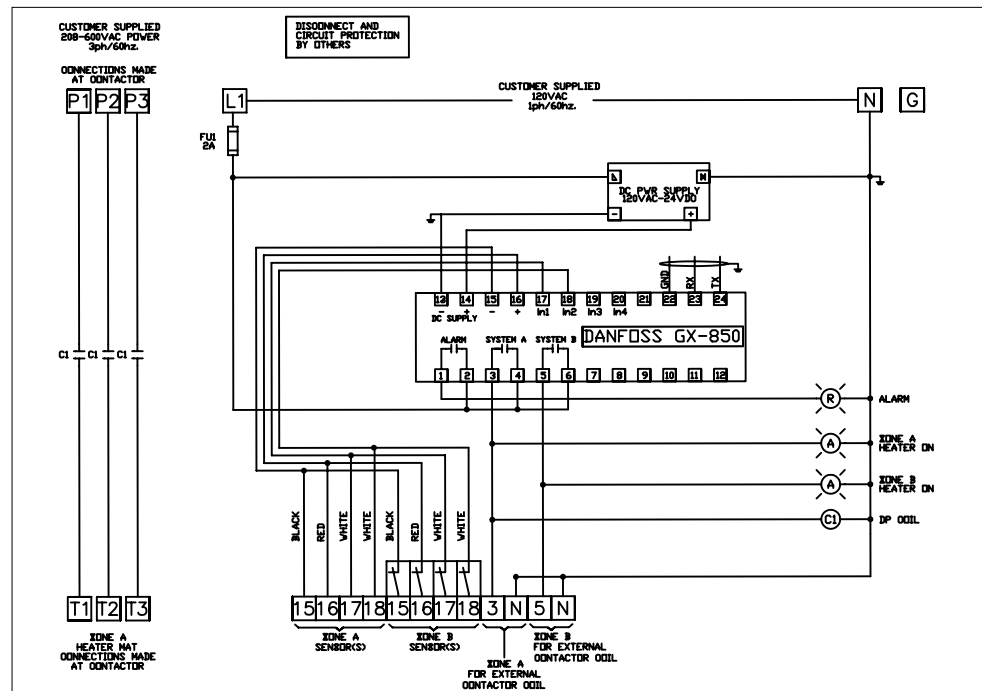 CUSTOMER SUPPLIED
208-600VAC POWER
3ph/60hz.
CONNECTIONS MADE
AT CONTACTOR
P1 P2 P3
DISCONNECT AND
CIRCUIT PROTECTION
BY OTHERS
L1
CUSTOMER SUPPLIED
120VAC
1ph/60hz.
N G
FU1
2A
L N
DC PWR SUPPLY
120VAC-24VDC
- +
GND RX TX
13 14 15 16 17 18 19 20 21 22 23 24
- + - + In1 In2 In3 In4
DC SUPPLY
DANFOSS GX-850
ALARM SYSTEM A SYSTEM B
1 2 3 4 5 6 7 8 9 10 11 12
C1 C1 C1
R ALARM
A ZONE A
HEATER ON
A ZONE B
HEATER ON
C1 DP COIL
BLACK RED WHITE WHITE BLACK RED WHITE WHITE
T1 T2 T3
15 16 17 18 15 16 17 18 3 N 5 N
ZONE A
HEATER MAT
CONNECTIONS MADE
AT CONTACTOR
ZONE A
SENSOR(S)
ZONE B
SENSOR(S)
ZONE A
FOR EXTERNAL
CONTACTOR COIL
ZONE B
FOR EXTERNAL
CONTACTOR COIL